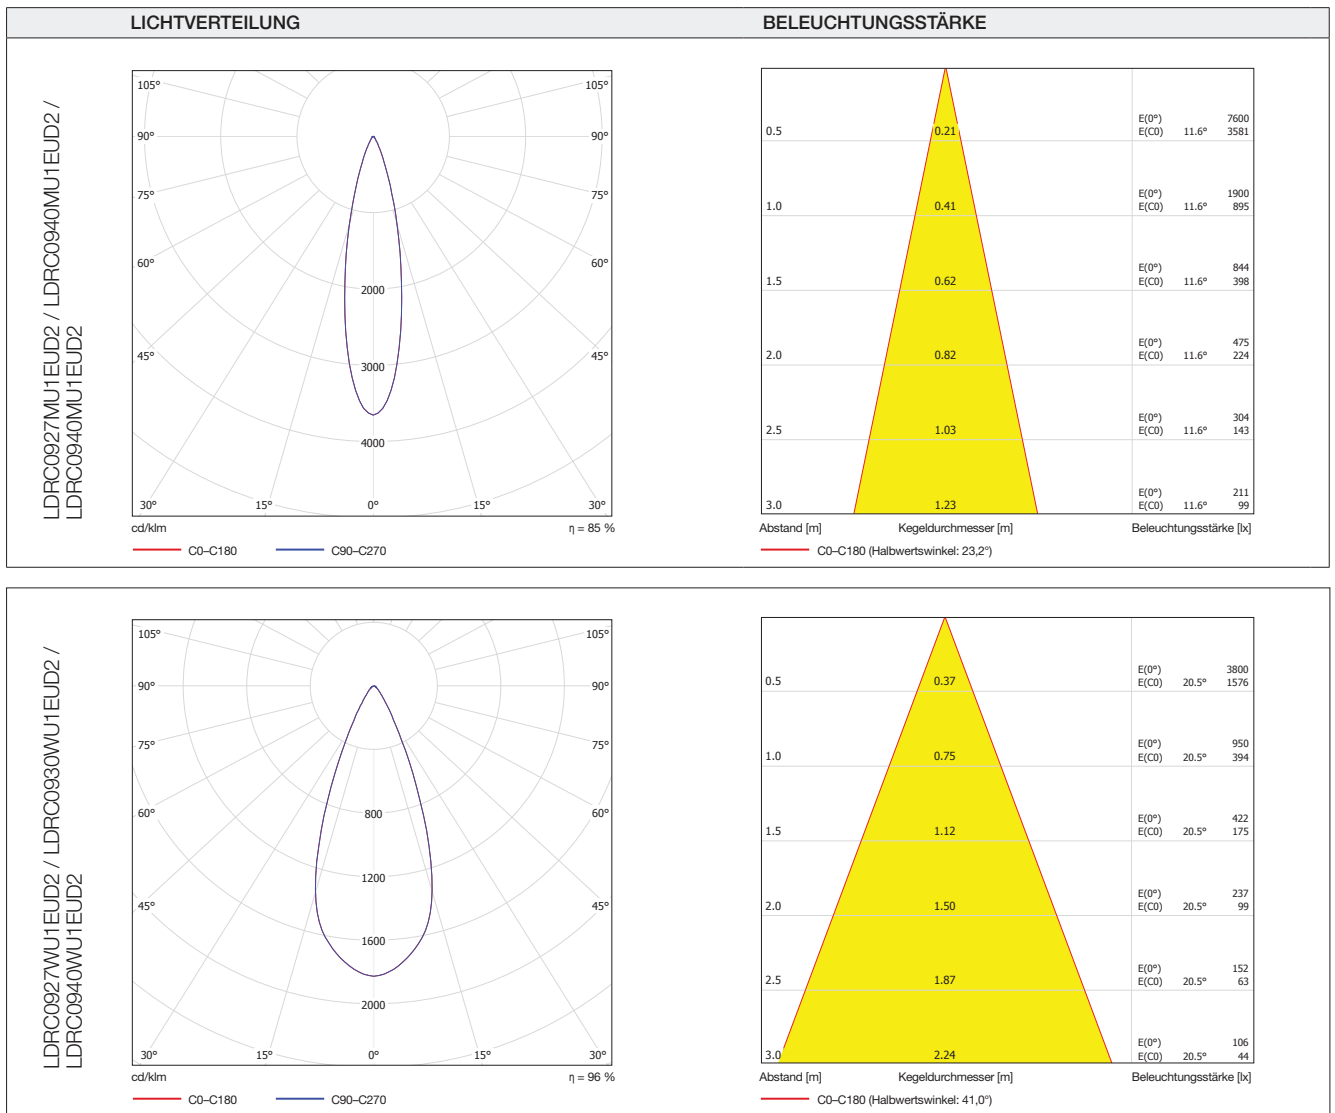 LICHTVERTEILUNG
BELEUCHTUNGSSTÄRKE
LDRC0927MU1EUD2 / LDRC0940MU1EUD2 /
LDRC0940MU1EUD2
105° 105°
90° 90°
75° 75°
60° 60°
45° 45°
2000
3000
4000
30° 15° 0° 15° 30°
cd/klm
η = 85 %
C0–C180
C90–C270
0.5 0.21 E(0°) 7600
E(C0) 11.6° 3581
1.0 0.41 E(0°) 1900
E(C0) 11.6° 895
1.5 0.62 E(0°) 844
E(C0) 11.6° 398
2.0 0.82 E(0°) 475
E(C0) 11.6° 224
2.5 1.03 E(0°) 304
E(C0) 11.6° 143
3.0 1.23 E(0°) 211
E(C0) 11.6° 99
Abstand [m] Kegeldurchmesser [m] Beleuchtungsstärke [lx]
C0–C180 (Halbwertswinkel: 23,2°)
LDRC0927WU1EUD2 / LDRC0930WU1EUD2 /
LDRC0940WU1EUD2
105° 105°
90° 90°
75° 75°
60° 60°
45° 45°
800
1200
1600
2000
30° 15° 0° 15° 30°
cd/klm
η = 96 %
C0–C180
C90–C270
0.5 0.37 E(0°) 3800
E(C0) 20.5° 1576
1.0 0.75 E(0°) 950
E(C0) 20.5° 394
1.5 1.12 E(0°) 422
E(C0) 20.5° 175
2.0 1.50 E(0°) 237
E(C0) 20.5° 99
2.5 1.87 E(0°) 152
E(C0) 20.5° 63
3.0 2.24 E(0°) 106
E(C0) 20.5° 44
Abstand [m] Kegeldurchmesser [m] Beleuchtungsstärke [lx]
C0–C180 (Halbwertswinkel: 41,0°)